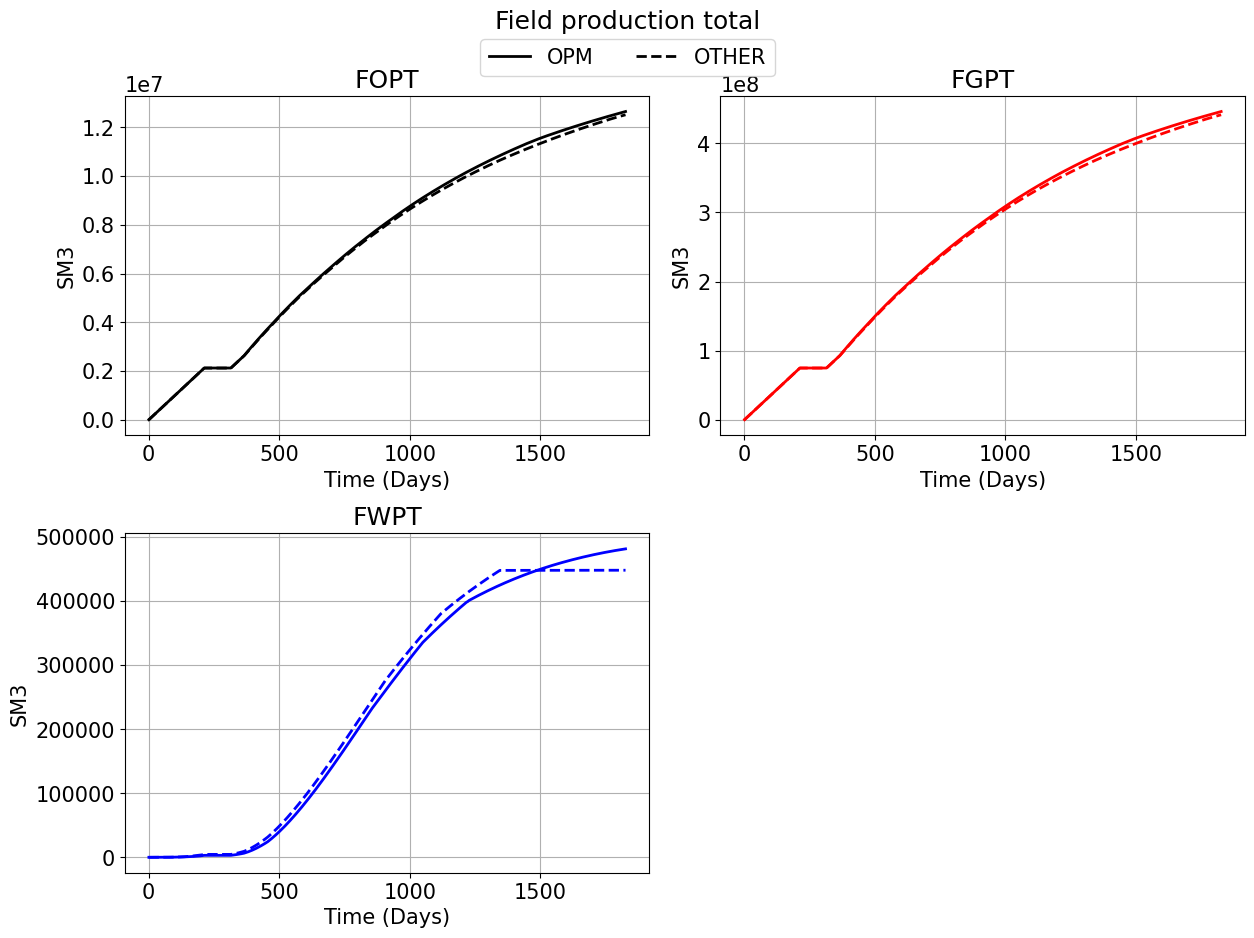 Field production total
OPM OTHER
FOPT
1e7
1.2
1.0
0.8
0.6
0.4
0.2
0.0
SM3
0 500 1000 1500
Time (Days)
FGPT
1e8
4
3
2
1
0
SM3
0 500 1000 1500
Time (Days)
FWPT
500000
400000
300000
200000
100000
0
SM3
0 500 1000 1500
Time (Days)